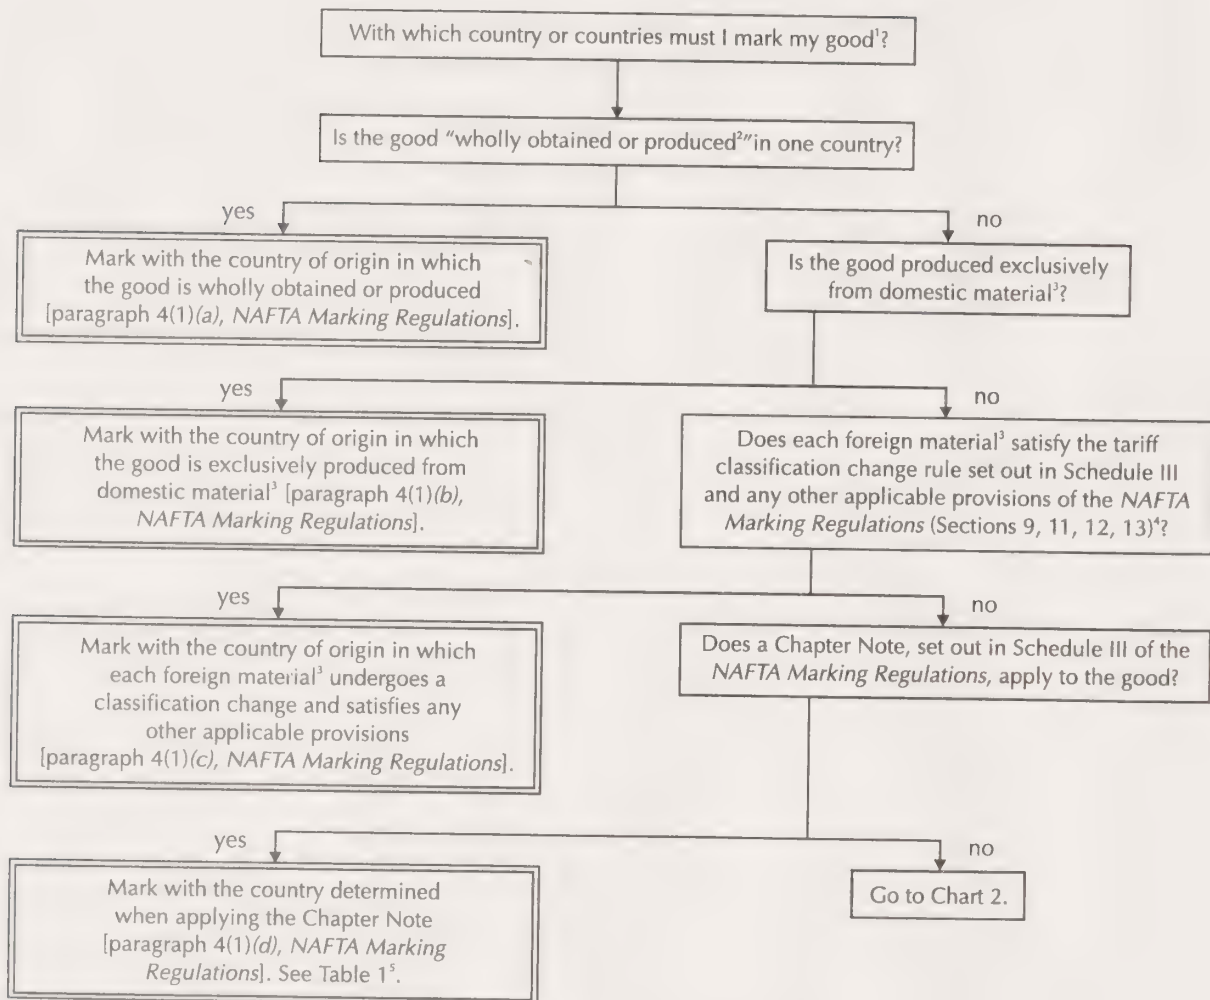 With which country or countries must I mark my good¹?
Is the good “wholly obtained or produced²” in one country?
yes
no
Mark with the country of origin in which
the good is wholly obtained or produced
[paragraph 4(1)(a), NAFTA Marking Regulations].
Is the good produced exclusively
from domestic material³?
yes
no
Mark with the country of origin in which
the good is exclusively produced from
domestic material³ [paragraph 4(1)(b),
NAFTA Marking Regulations].
Does each foreign material³ satisfy the tariff
classification change rule set out in Schedule III
and any other applicable provisions of the NAFTA
Marking Regulations (Sections 9, 11, 12, 13)⁴?
yes
no
Mark with the country of origin in which
each foreign material³ undergoes a
classification change and satisfies any
other applicable provisions
[paragraph 4(1)(c), NAFTA Marking Regulations].
Does a Chapter Note, set out in Schedule III of the
NAFTA Marking Regulations, apply to the good?
yes
no
Mark with the country determined
when applying the Chapter Note
[paragraph 4(1)(d), NAFTA Marking
Regulations]. See Table 1⁵.
Go to Chart 2.